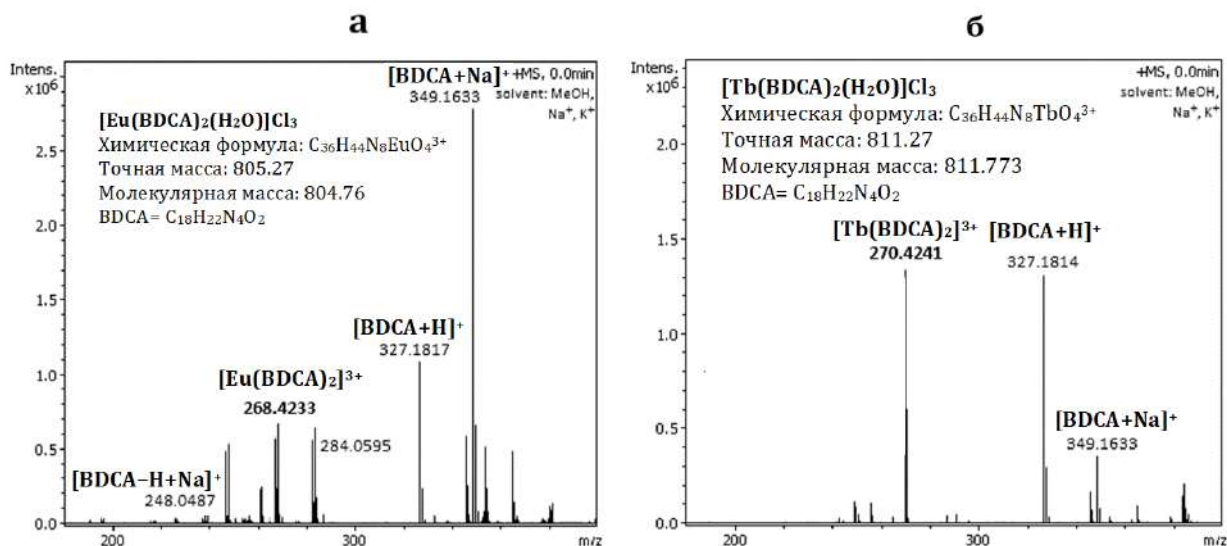 а
Intens.
x10⁶
[BDCA+Na]⁺
+MS, 0.0min
349.1633
solvent: MeOH,
Na⁺, K⁺
[Eu(BDCA)₂(H₂O)]Cl₃
Химическая формула: C₃₆H₄₄N₈EuO₄³⁺
Точная масса: 805.27
Молекулярная масса: 804.76
BDCA= C₁₈H₂₂N₄O₂
2.5
2.0
1.5
1.0
0.5
0.0
[BDCA+H]⁺
327.1817
[Eu(BDCA)₂]³⁺
268.4233
284.0595
[BDCA−H+Na]⁺
248.0487
200
300
m/z
б
Intens.
x10⁶
+MS, 0.0min
solvent: MeOH,
Na⁺, K⁺
[Tb(BDCA)₂(H₂O)]Cl₃
Химическая формула: C₃₆H₄₄N₈TbO₄³⁺
Точная масса: 811.27
Молекулярная масса: 811.773
BDCA= C₁₈H₂₂N₄O₂
2.0
1.5
1.0
0.5
0.0
[Tb(BDCA)₂]³⁺
270.4241
[BDCA+H]⁺
327.1814
[BDCA+Na]⁺
349.1633
200
300
m/z